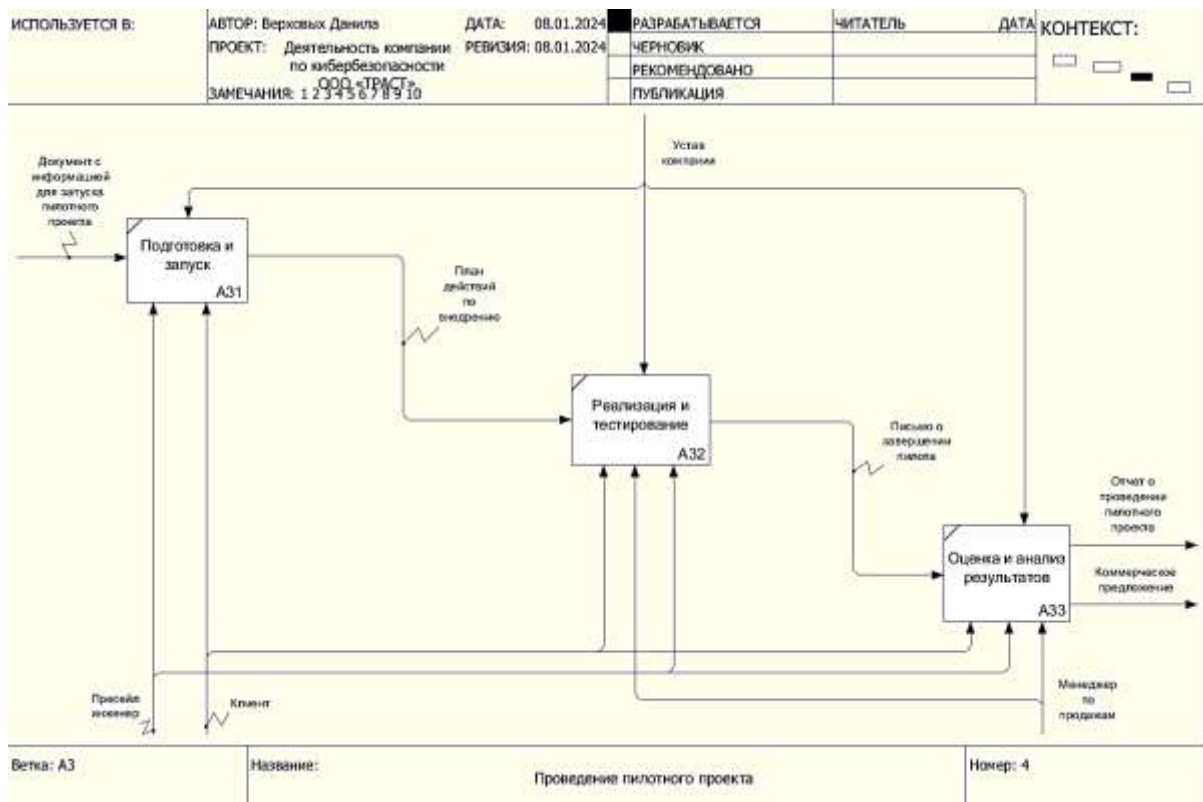 ИСПОЛЬЗУЕТСЯ В:
АВТОР: Верховых Данила
ДАТА: 08.01.2024
ПРОЕКТ: Деятельность компании
по кибербезопасности
ООО «ТРАСТ»
РЕВИЗИЯ: 08.01.2024
ЗАМЕЧАНИЯ: 1 2 3 4 5 6 7 8 9 10
РАЗРАБАТЫВАЕТСЯ
ЧЕРНОВИК
РЕКОМЕНДОВАНО
ПУБЛИКАЦИЯ
ЧИТАТЕЛЬ
ДАТА
КОНТЕКСТ:
Документ с
информацией
для запуска
пилотного
проекта
Устав
компании
Подготовка и
запуск
A31
План
действий
по
внедрению
Реализация и
тестирование
A32
Письмо о
завершении
пилота
Отчет о
проведении
пилотного
проекта
Оценка и анализ
результатов
A33
Коммерческое
предложение
Пресейл
инженер
Клиент
Менеджер
по
продажам
Ветка: A3
Название:
Проведение пилотного проекта
Номер: 4